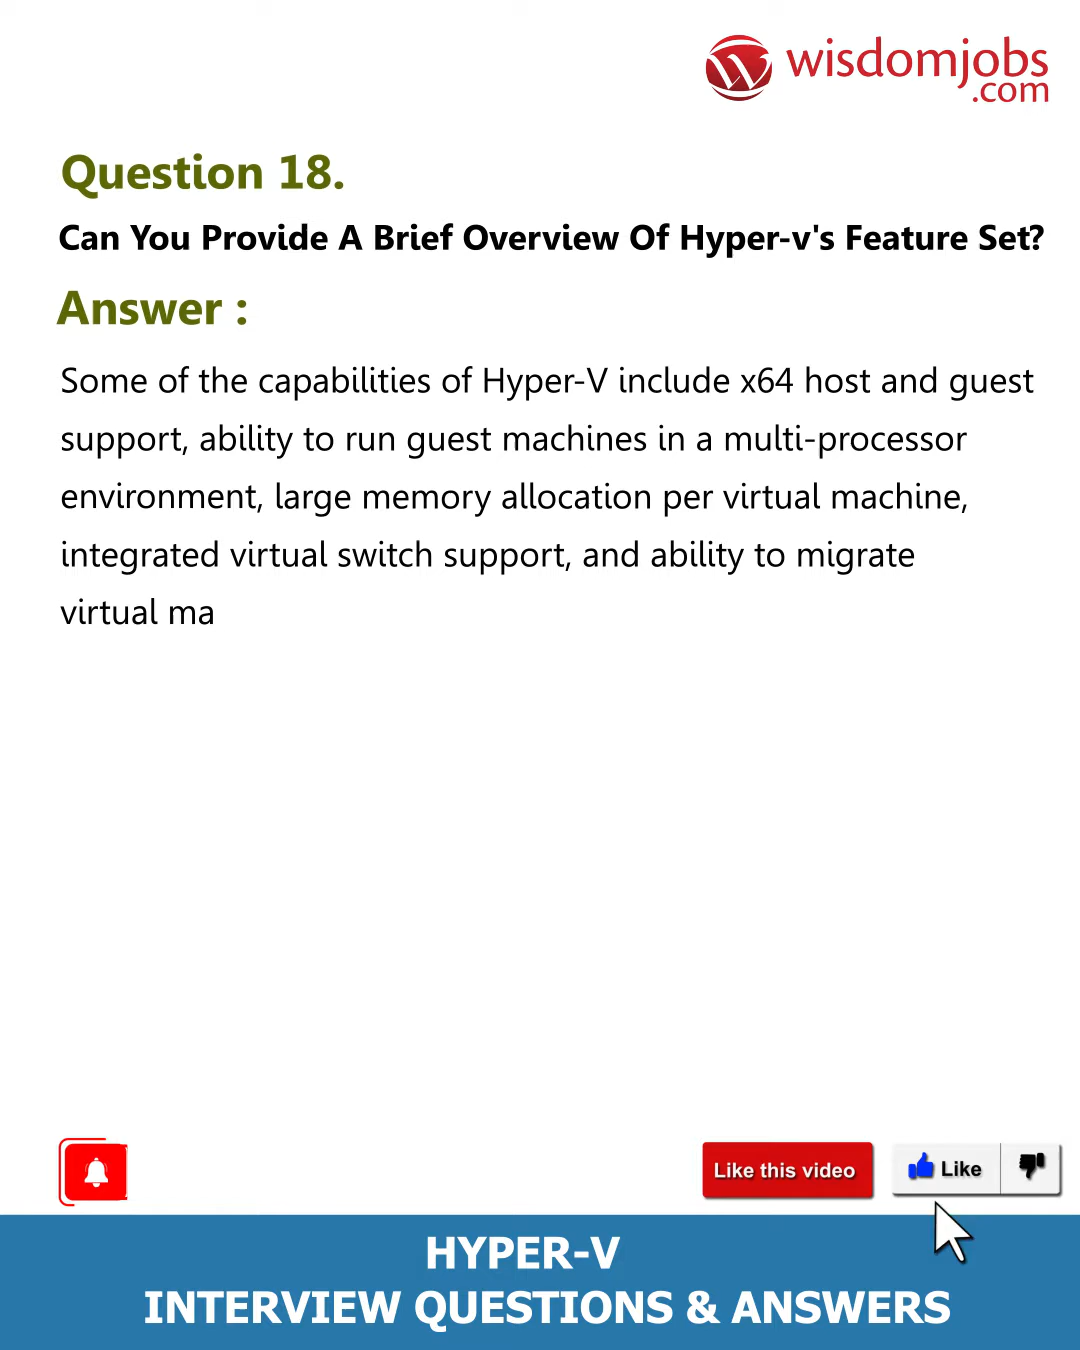 wisdomjobs
.com
Question 18.
Can You Provide A Brief Overview Of Hyper-v's Feature Set?
Answer :
Some of the capabilities of Hyper-V include x64 host and guest
support, ability to run guest machines in a multi-processor
environment, large memory allocation per virtual machine,
integrated virtual switch support, and ability to migrate
virtual ma
Like this video
Like
HYPER-V
INTERVIEW QUESTIONS & ANSWERS